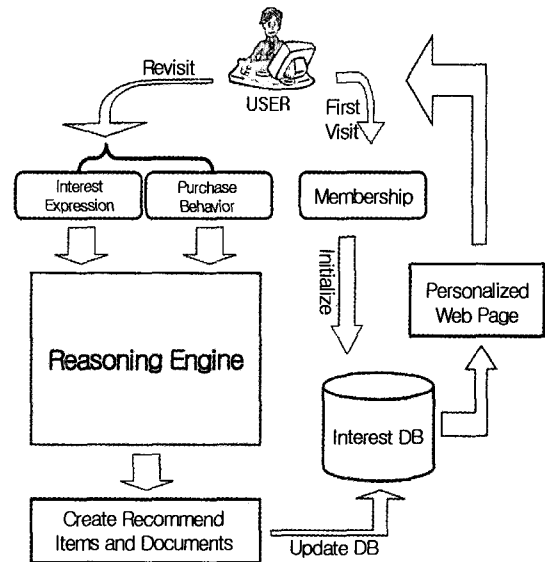 USER
Revisit
First
Visit
Interest
Expression
Purchase
Behavior
Membership
Initialize
Personalized
Web Page
Reasoning Engine
Interest DB
Create Recommend
Items and Documents
Update DB